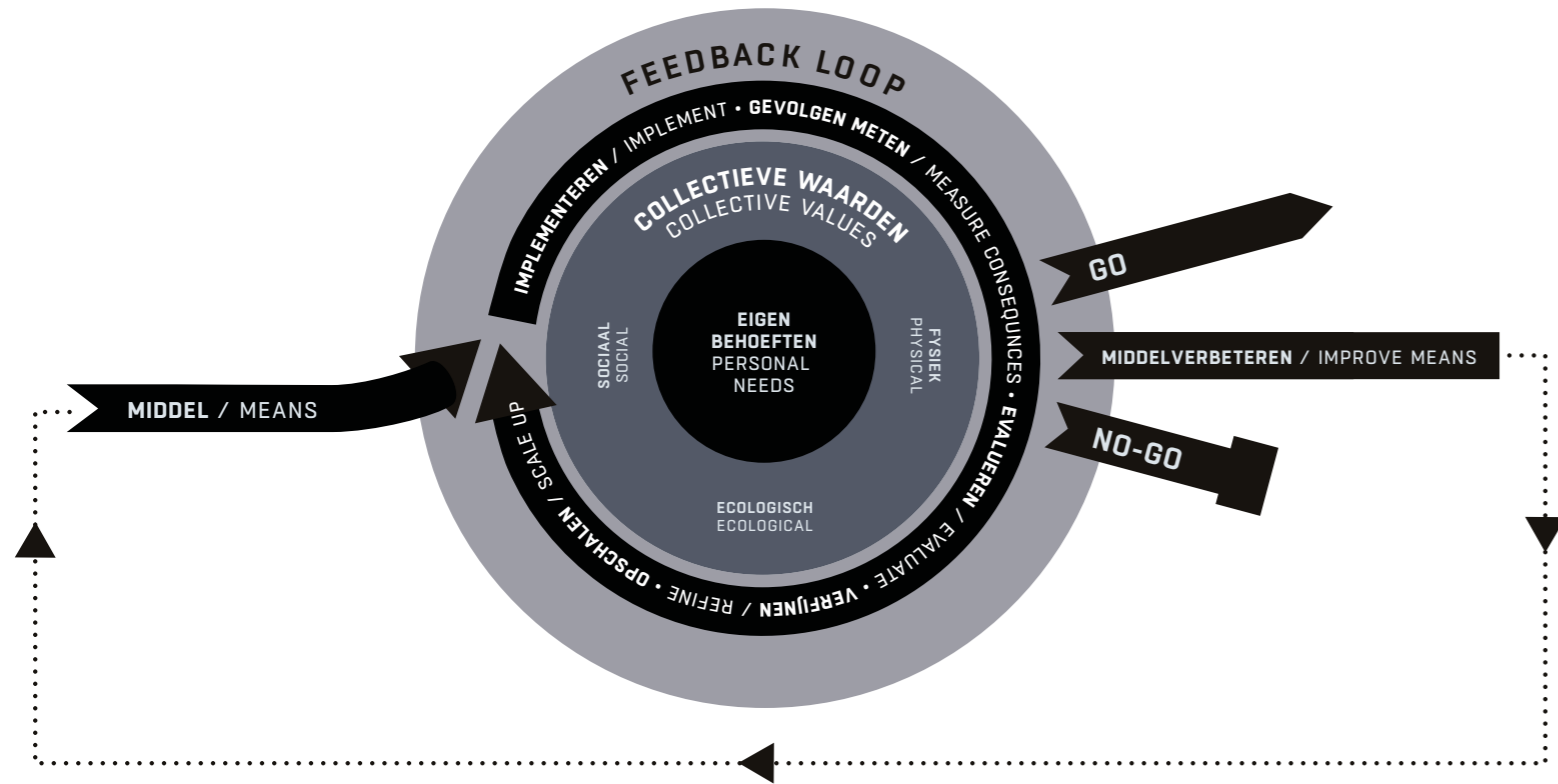 FEEDBACK LOOP
IMPLEMENTEREN / IMPLEMENT • GEVOLGEN METEN / MEASURE CONSEQUNCES • EVALUEREN / EVALUATE • VERFIJNEN / REFINE • OPSCHALEN / SCALE UP
COLLECTIEVE WAARDEN
COLLECTIVE VALUES
EIGEN
BEHOEFTEN
PERSONAL
NEEDS
SOCIAAL
SOCIAL
FYSIEK
PHYSICAL
ECOLOGISCH
ECOLOGICAL
MIDDEL / MEANS
GO
MIDDELVERBETEREN / IMPROVE MEANS
NO-GO